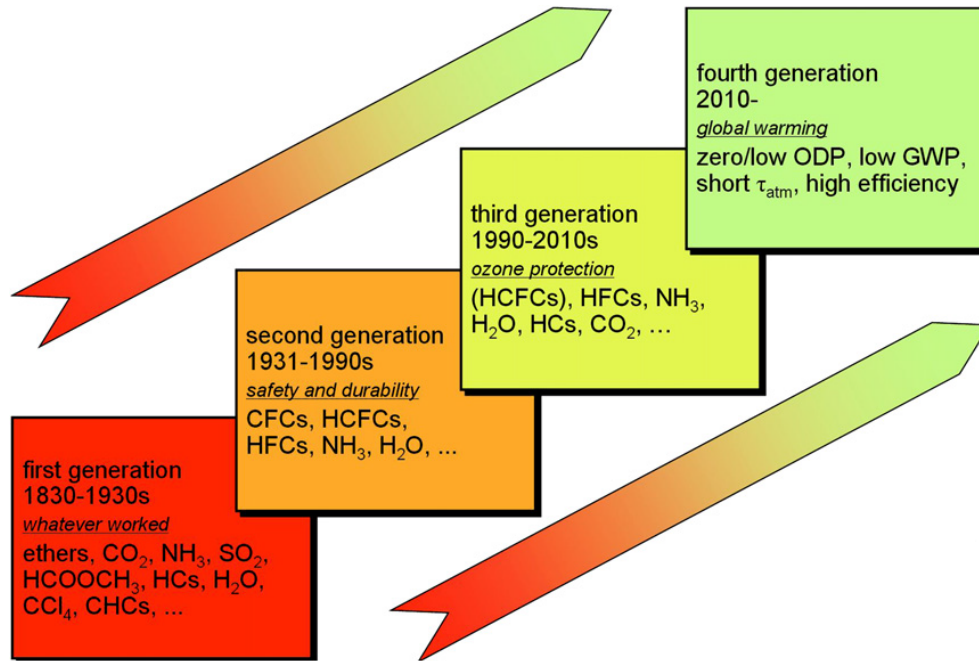 fourth generation
2010-
global warming
zero/low ODP, low GWP,
short τatm, high efficiency
third generation
1990-2010s
ozone protection
(HCFCs), HFCs, NH₃,
H₂O, HCs, CO₂, …
second generation
1931-1990s
safety and durability
CFCs, HCFCs,
HFCs, NH₃, H₂O, ...
first generation
1830-1930s
whatever worked
ethers, CO₂, NH₃, SO₂,
HCOOCH₃, HCs, H₂O,
CCl₄, CHCs, ...